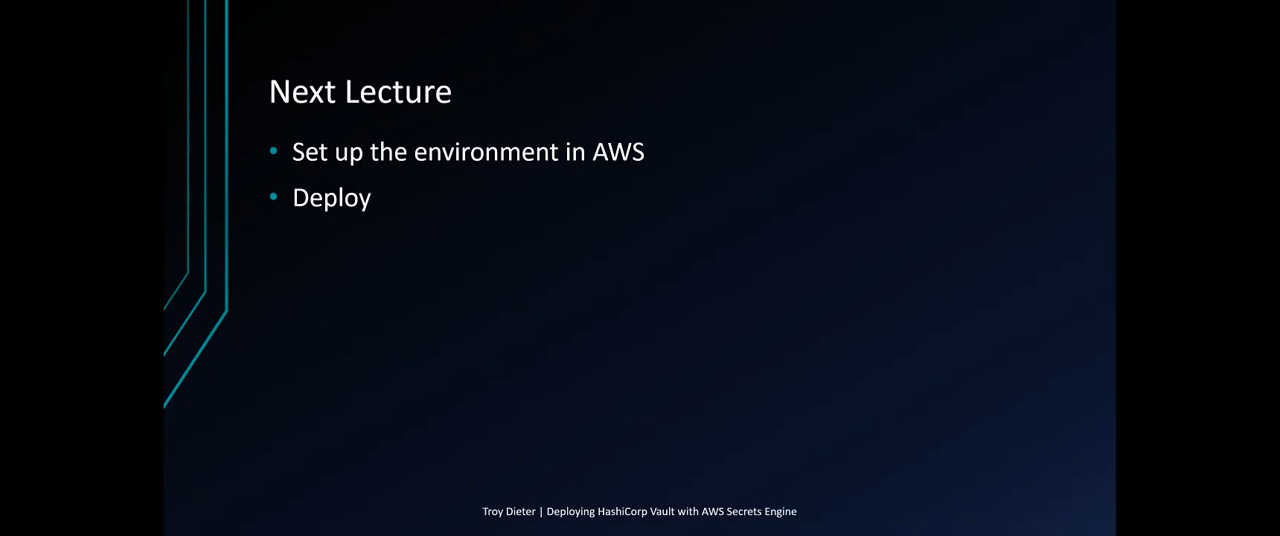 Next Lecture
• Set up the environment in AWS
• Deploy
Troy Dieter | Deploying HashiCorp Vault with AWS Secrets Engine